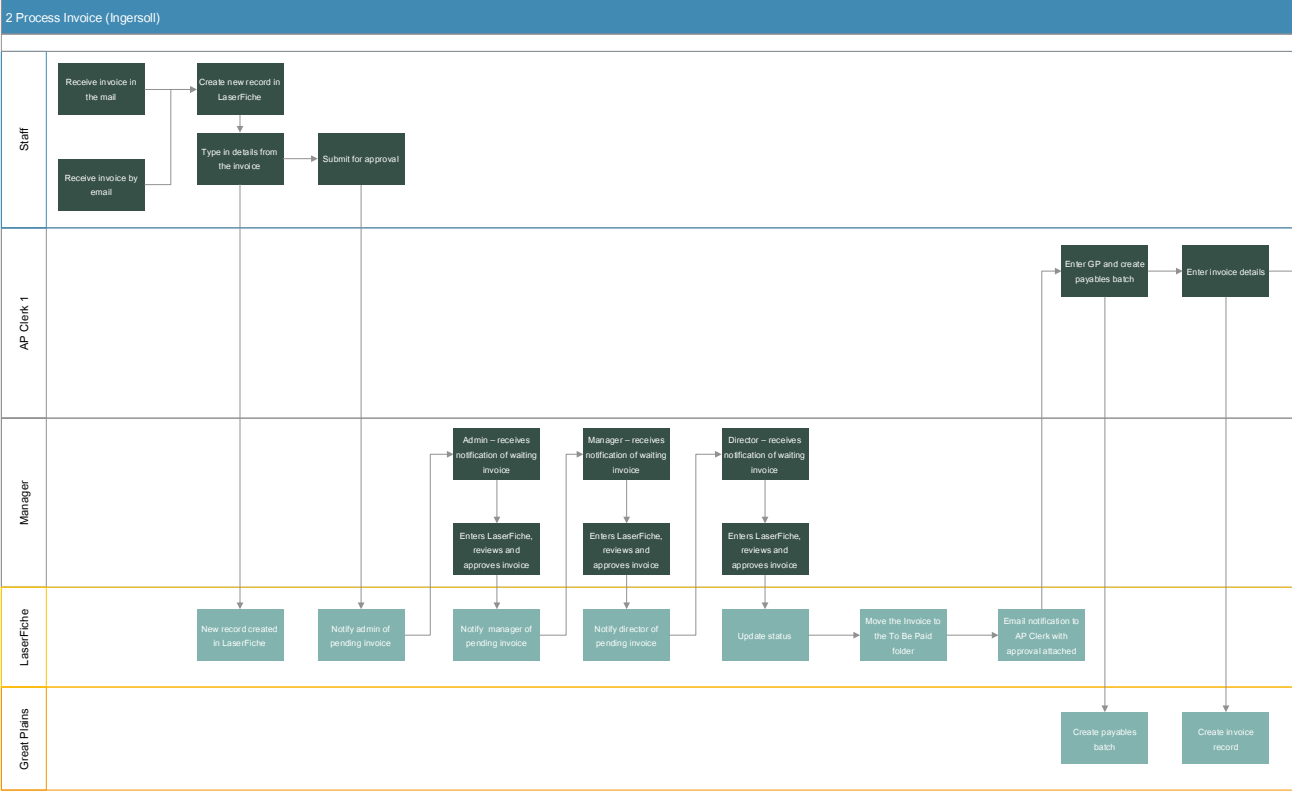 2 Process Invoice (Ingersoll)
Staff
Receive invoice in
the mail
Create new record in
LaserFiche
Type in details from
the invoice
Submit for approval
Receive invoice by
email
AP Clerk 1
Enter GP and create
payables batch
Enter invoice details
Manager
Admin – receives
notification of waiting
invoice
Manager – receives
notification of waiting
invoice
Director – receives
notification of waiting
invoice
Enters LaserFiche,
reviews and
approves invoice
Enters LaserFiche,
reviews and
approves invoice
Enters LaserFiche,
reviews and
approves invoice
LaserFiche
New record created
in LaserFiche
Notify admin of
pending invoice
Notify manager of
pending invoice
Notify director of
pending invoice
Update status
Move the Invoice to
the To Be Paid
folder
Email notification to
AP Clerk with
approval attached
Great Plains
Create payables
batch
Create invoice
record